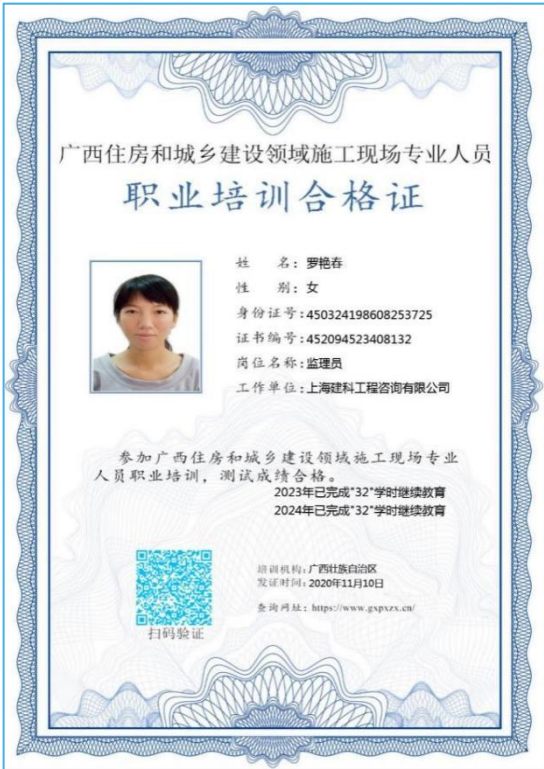 广西住房和城乡建设领域施工现场专业人员
职业培训合格证
姓 名：罗艳春
性 别：女
身份证号：450324198608253725
证书编号：452094523408132
岗位名称：监理员
工作单位：上海建科工程咨询有限公司
参加广西住房和城乡建设领域施工现场专业
人员职业培训，测试成绩合格。
2023年已完成"32"学时继续教育
2024年已完成"32"学时继续教育
培训机构：广西壮族自治区
发证时间：2020年11月10日
查询网址：https://www.gxpxzx.cn/
扫码验证